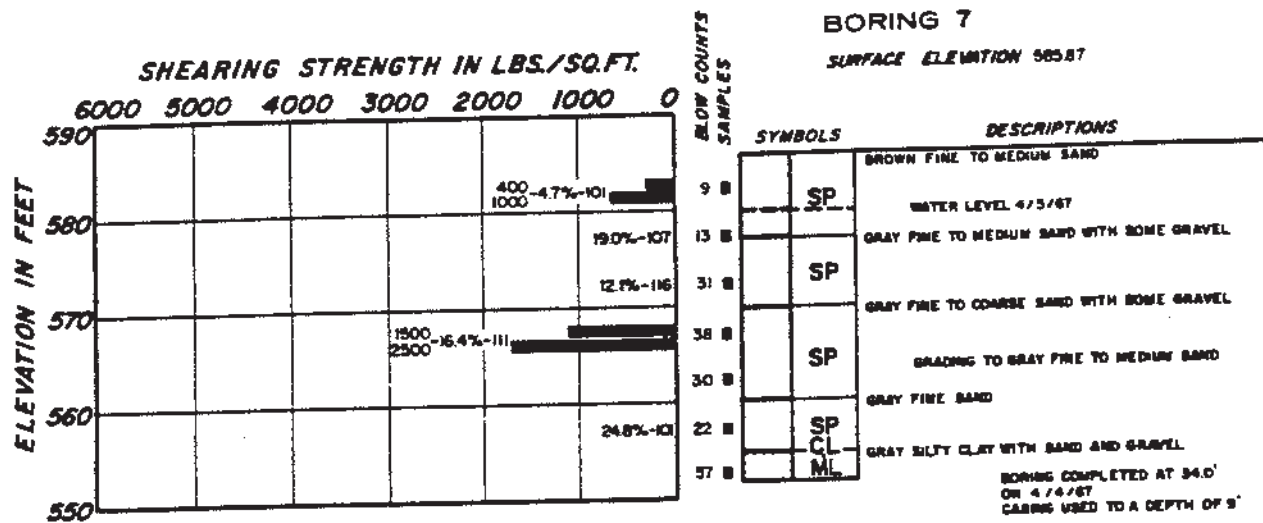 BORING 7
SURFACE ELEVATION 585.87
SHEARING STRENGTH IN LBS./SQ.FT.
6000 5000 4000 3000 2000 1000 0
BLOW COUNTS
SAMPLES
SYMBOLS
DESCRIPTIONS
ELEVATION IN FEET
590
BROWN FINE TO MEDIUM SAND
400
1000
-4.7%-101
9
SP
WATER LEVEL 4/5/67
580
19.0%-107
13
GRAY FINE TO MEDIUM SAND WITH SOME GRAVEL
12.1%-116
31
SP
570
GRAY FINE TO COARSE SAND WITH SOME GRAVEL
1500
2500
-16.4%-111
38
SP
GRADING TO GRAY FINE TO MEDIUM SAND
30
560
GRAY FINE SAND
24.8%-101
22
SP
CL
GRAY SILTY CLAY WITH SAND AND GRAVEL
37
ML
550
BORING COMPLETED AT 34.0'
ON 4/4/67
CASING USED TO A DEPTH OF 9'